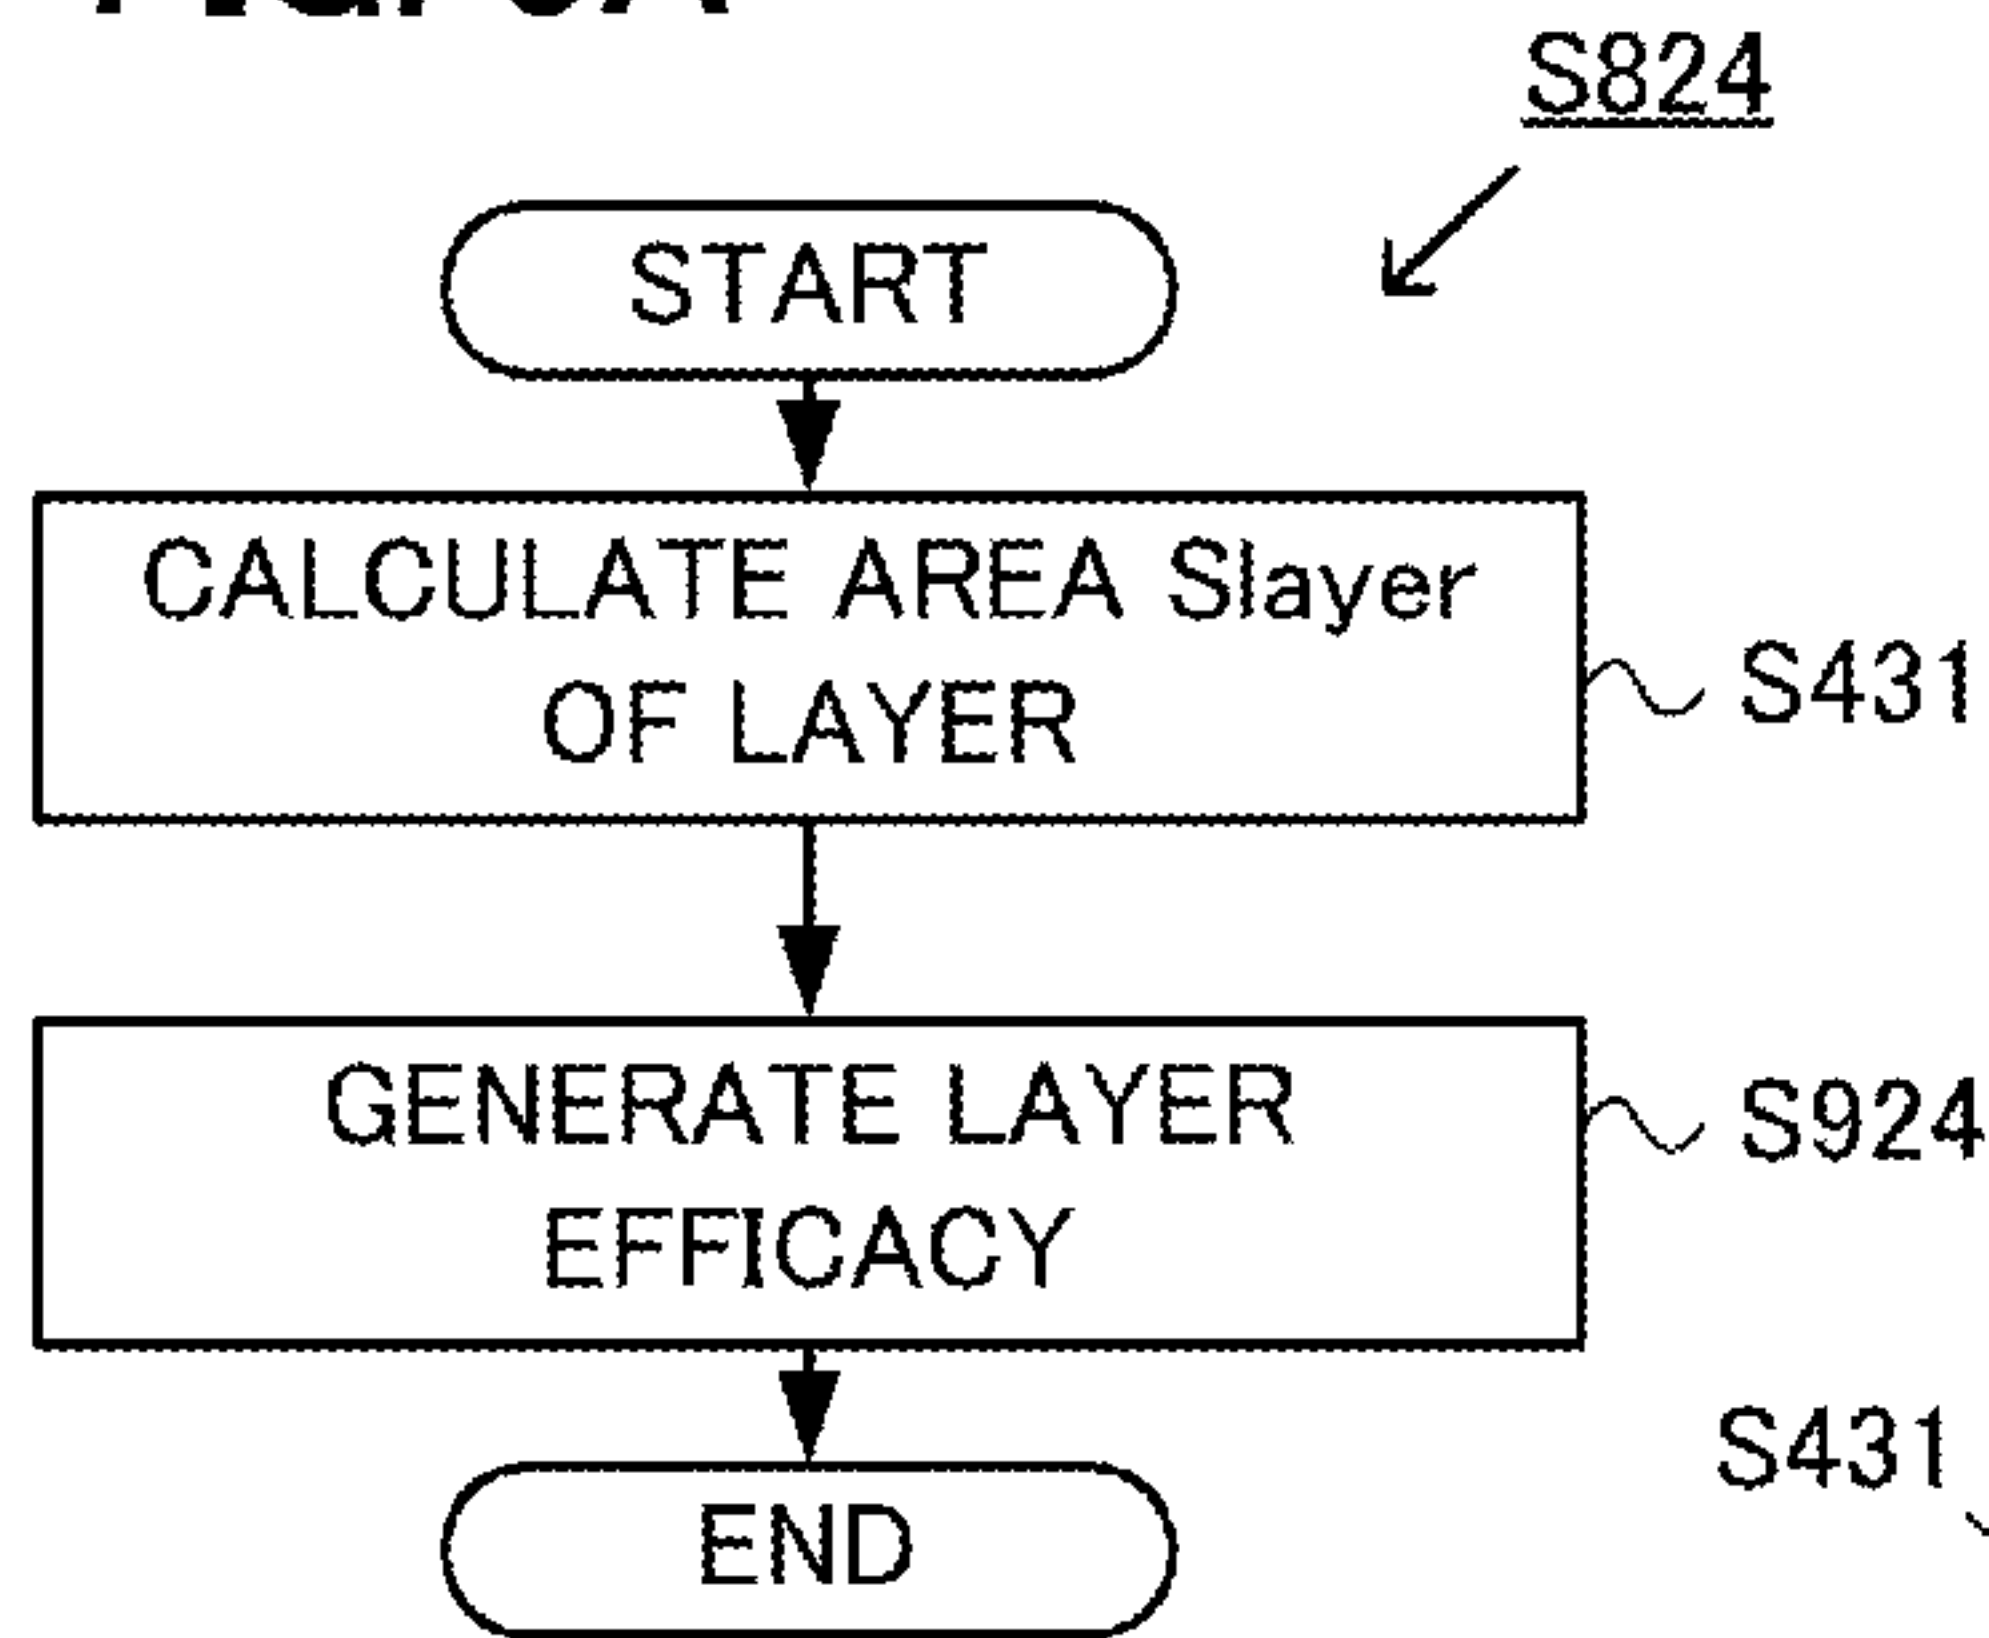 S824
START
CALCULATE AREA Slayer
OF LAYER
S431
GENERATE LAYER
EFFICACY
S924
S431
END